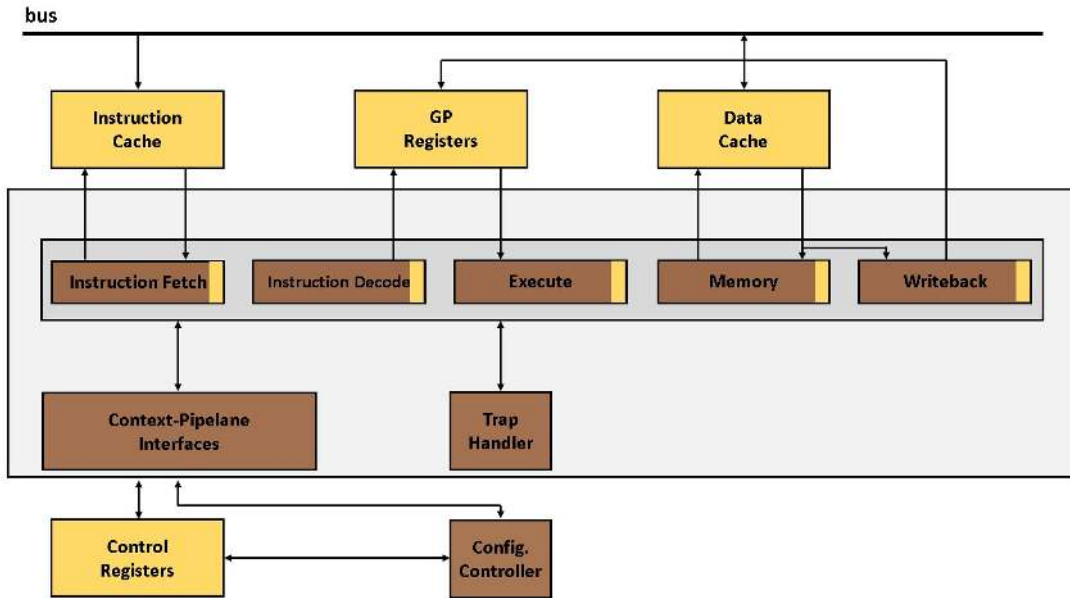 bus
Instruction
Cache
GP
Registers
Data
Cache
Instruction Fetch
Instruction Decode
Execute
Memory
Writeback
Context-Pipelane
Interfaces
Trap
Handler
Control
Registers
Config.
Controller